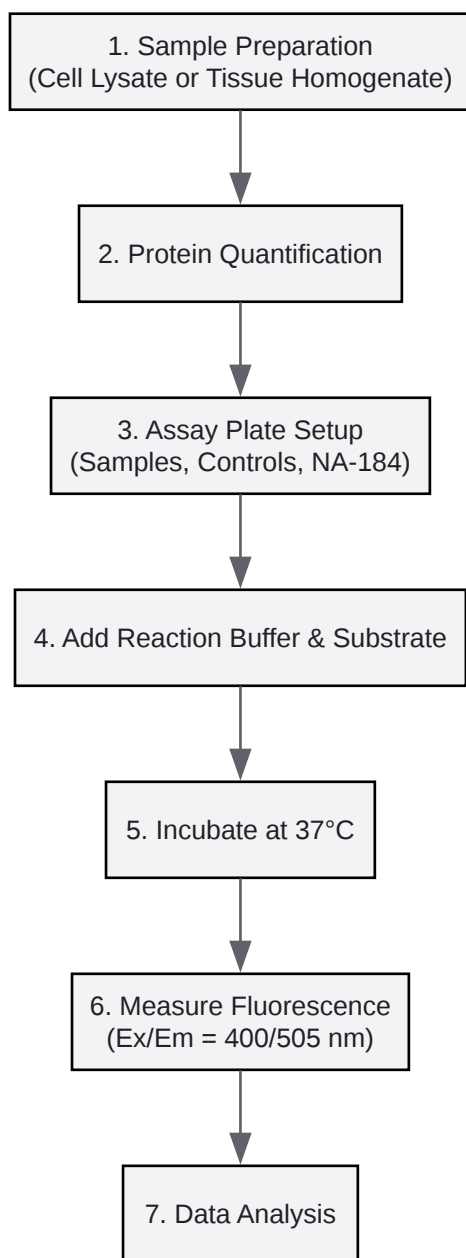 1. Sample Preparation
(Cell Lysate or Tissue Homogenate)
2. Protein Quantification
3. Assay Plate Setup
(Samples, Controls, NA-184)
4. Add Reaction Buffer & Substrate
5. Incubate at 37°C
6. Measure Fluorescence
(Ex/Em = 400/505 nm)
7. Data Analysis